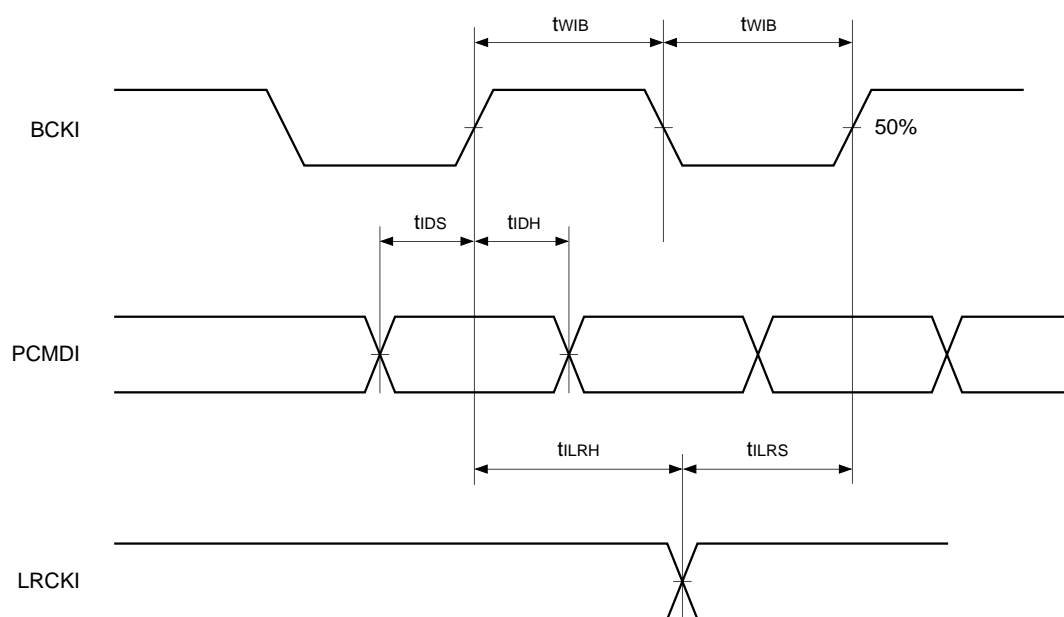 tWIB tWIB
BCKI
50%
tIDS tIDH
PCMDI
tILRH tILRS
LRCKI